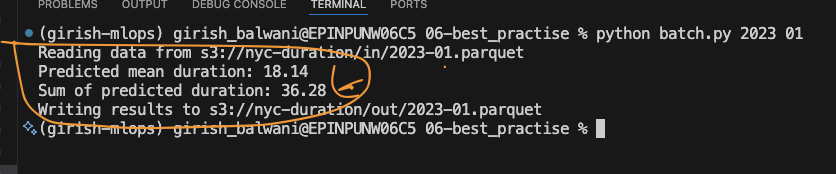 PROBLEMS OUTPUT DEBUG CONSOLE TERMINAL PORTS
(girish-mlops) girish_balwani@EPINPUNW06C5 06-best_practise % python batch.py 2023 01
Reading data from s3://nyc-duration/in/2023-01.parquet
Predicted mean duration: 18.14
Sum of predicted duration: 36.28
Writing results to s3://nyc-duration/out/2023-01.parquet
(girish-mlops) girish_balwani@EPINPUNW06C5 06-best_practise %